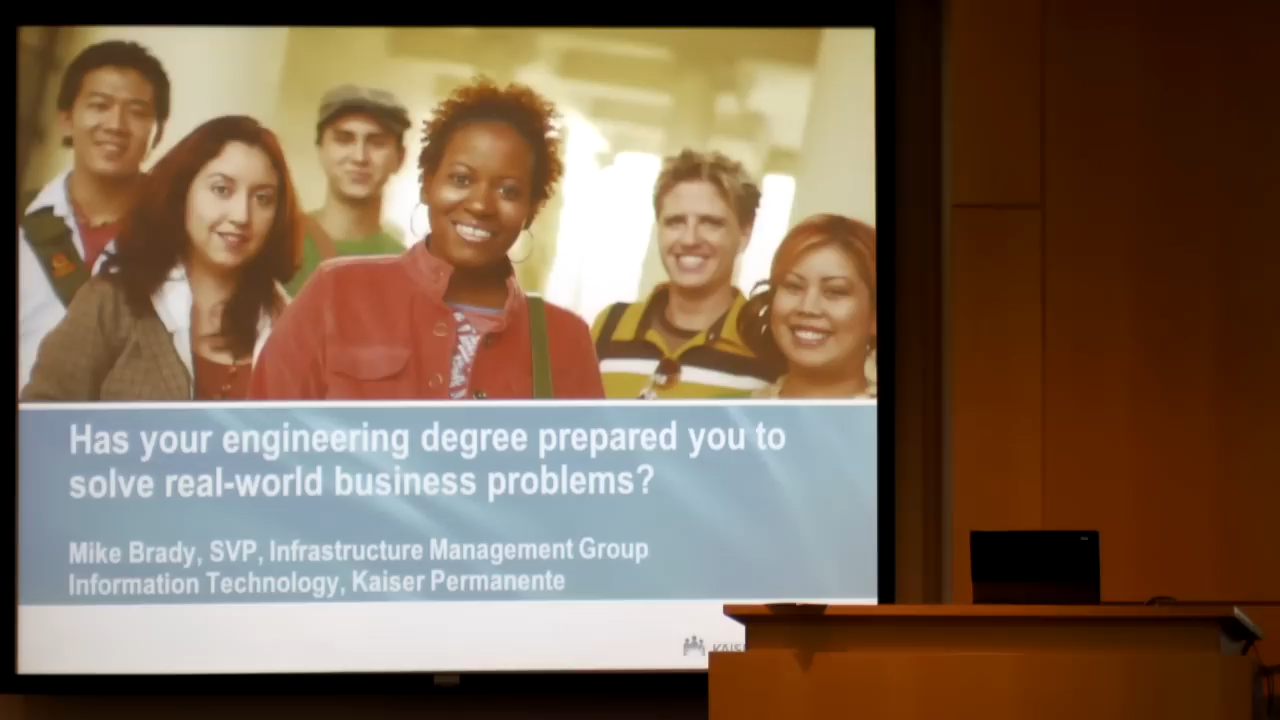 Has your engineering degree prepared you to
solve real-world business problems?
Mike Brady, SVP, Infrastructure Management Group
Information Technology, Kaiser Permanente